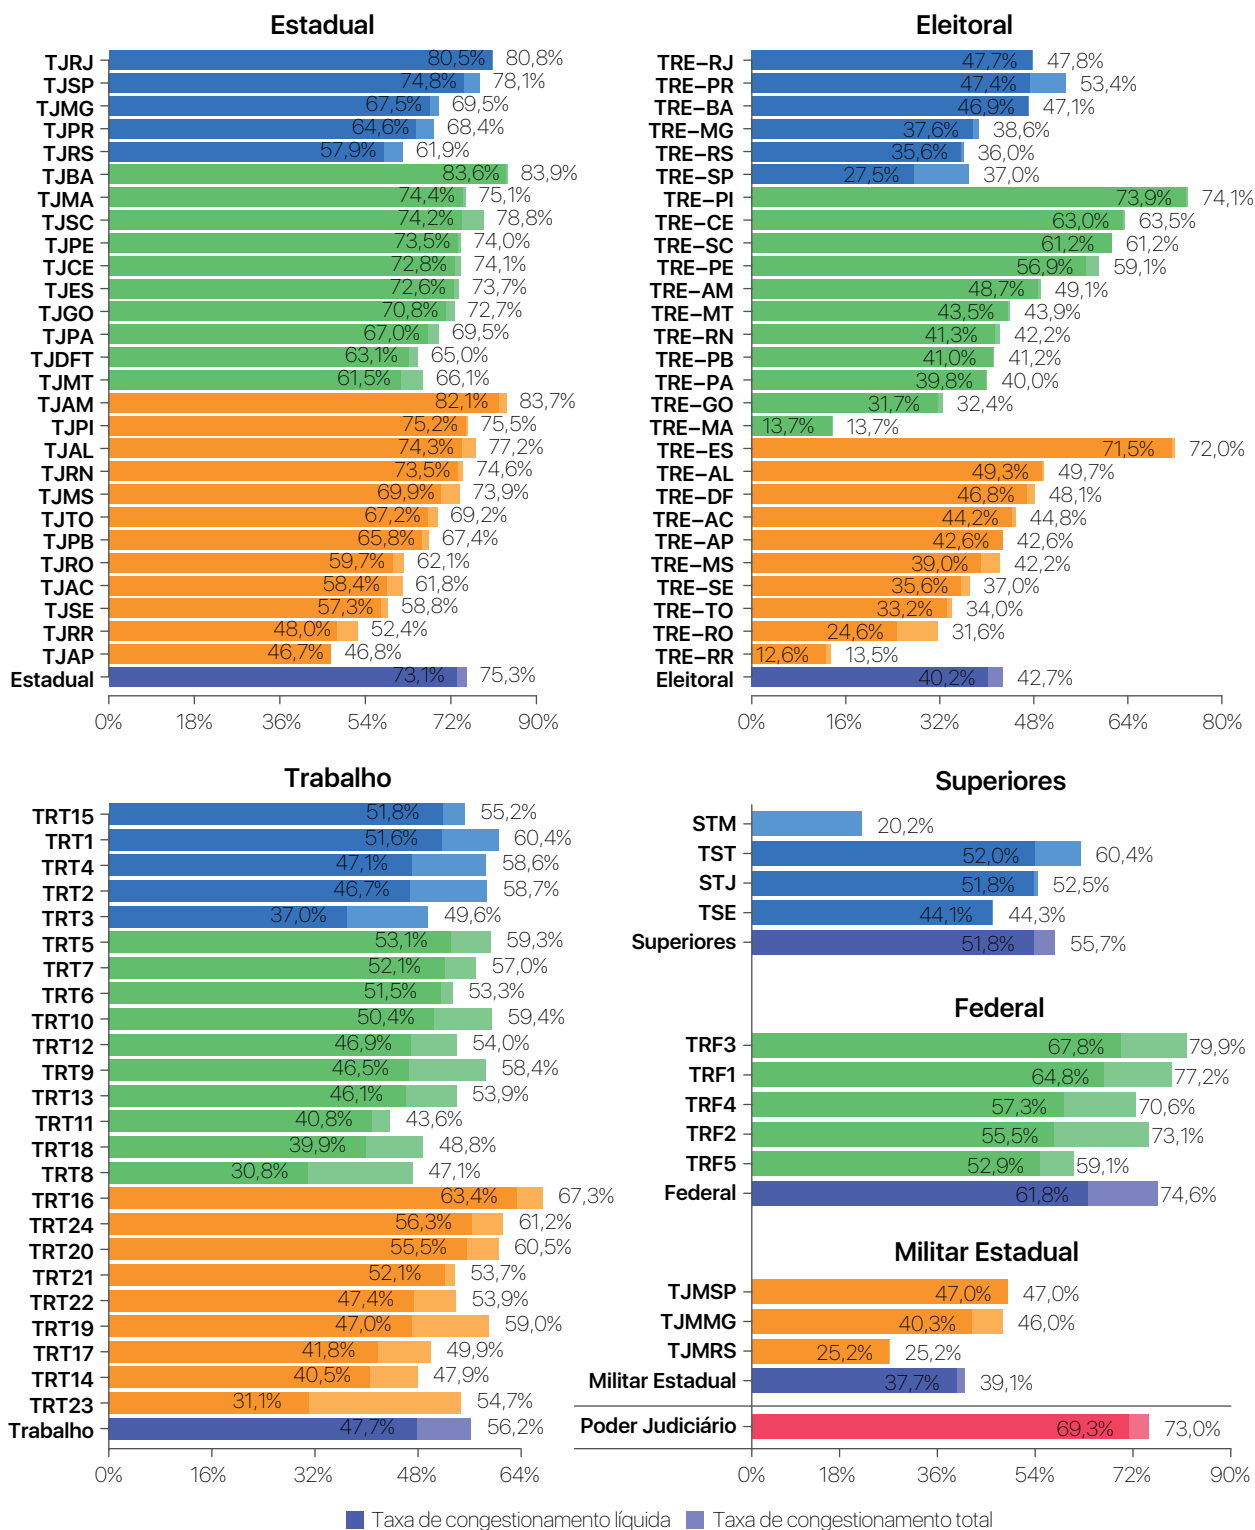 Estadual
TJRJ 80,5% 80,8%
TJSP 74,8% 78,1%
TJMG 67,5% 69,5%
TJPR 64,6% 68,4%
TJRS 57,9% 61,9%
TJBA 83,6% 83,9%
TJMA 74,4% 75,1%
TJSC 74,2% 78,8%
TJPE 73,5% 74,0%
TJCE 72,8% 74,1%
TJES 72,6% 73,7%
TJGO 70,8% 72,7%
TJPA 67,0% 69,5%
TJDFT 63,1% 65,0%
TJMT 61,5% 66,1%
TJAM 82,1% 83,7%
TJPI 75,2% 75,5%
TJAL 74,3% 77,2%
TJRN 73,5% 74,6%
TJMS 69,9% 73,9%
TJTO 67,2% 69,2%
TJPB 65,8% 67,4%
TJRO 59,7% 62,1%
TJAC 58,4% 61,8%
TJSE 57,3% 58,8%
TJRR 48,0% 52,4%
TJAP 46,7% 46,8%
Estadual 73,1% 75,3%
0% 18% 36% 54% 72% 90%
Eleitoral
TRE–RJ 47,7% 47,8%
TRE–PR 47,4% 53,4%
TRE–BA 46,9% 47,1%
TRE–MG 37,6% 38,6%
TRE–RS 35,6% 36,0%
TRE–SP 27,5% 37,0%
TRE–PI 73,9% 74,1%
TRE–CE 63,0% 63,5%
TRE–SC 61,2% 61,2%
TRE–PE 56,9% 59,1%
TRE–AM 48,7% 49,1%
TRE–MT 43,5% 43,9%
TRE–RN 41,3% 42,2%
TRE–PB 41,0% 41,2%
TRE–PA 39,8% 40,0%
TRE–GO 31,7% 32,4%
TRE–MA 13,7% 13,7%
TRE–ES 71,5% 72,0%
TRE–AL 49,3% 49,7%
TRE–DF 46,8% 48,1%
TRE–AC 44,2% 44,8%
TRE–AP 42,6% 42,6%
TRE–MS 39,0% 42,2%
TRE–SE 35,6% 37,0%
TRE–TO 33,2% 34,0%
TRE–RO 24,6% 31,6%
TRE–RR 12,6% 13,5%
Eleitoral 40,2% 42,7%
0% 16% 32% 48% 64% 80%
Trabalho
TRT15 51,8% 55,2%
TRT1 51,6% 60,4%
TRT4 47,1% 58,6%
TRT2 46,7% 58,7%
TRT3 37,0% 49,6%
TRT5 53,1% 59,3%
TRT7 52,1% 57,0%
TRT6 51,5% 53,3%
TRT10 50,4% 59,4%
TRT12 46,9% 54,0%
TRT9 46,5% 58,4%
TRT13 46,1% 53,9%
TRT11 40,8% 43,6%
TRT18 39,9% 48,8%
TRT8 30,8% 47,1%
TRT16 63,4% 67,3%
TRT24 56,3% 61,2%
TRT20 55,5% 60,5%
TRT21 52,1% 53,7%
TRT22 47,4% 53,9%
TRT19 47,0% 59,0%
TRT17 41,8% 49,9%
TRT14 40,5% 47,9%
TRT23 31,1% 54,7%
Trabalho 47,7% 56,2%
0% 16% 32% 48% 64%
Superiores
STM 20,2%
TST 52,0% 60,4%
STJ 51,8% 52,5%
TSE 44,1% 44,3%
Superiores 51,8% 55,7%
Federal
TRF3 67,8% 79,9%
TRF1 64,8% 77,2%
TRF4 57,3% 70,6%
TRF2 55,5% 73,1%
TRF5 52,9% 59,1%
Federal 61,8% 74,6%
Militar Estadual
TJMSP 47,0% 47,0%
TJMMG 40,3% 46,0%
TJMRS 25,2% 25,2%
Militar Estadual 37,7% 39,1%
Poder Judiciário 69,3% 73,0%
0% 18% 36% 54% 72% 90%
Taxa de congestionamento líquida Taxa de congestionamento total